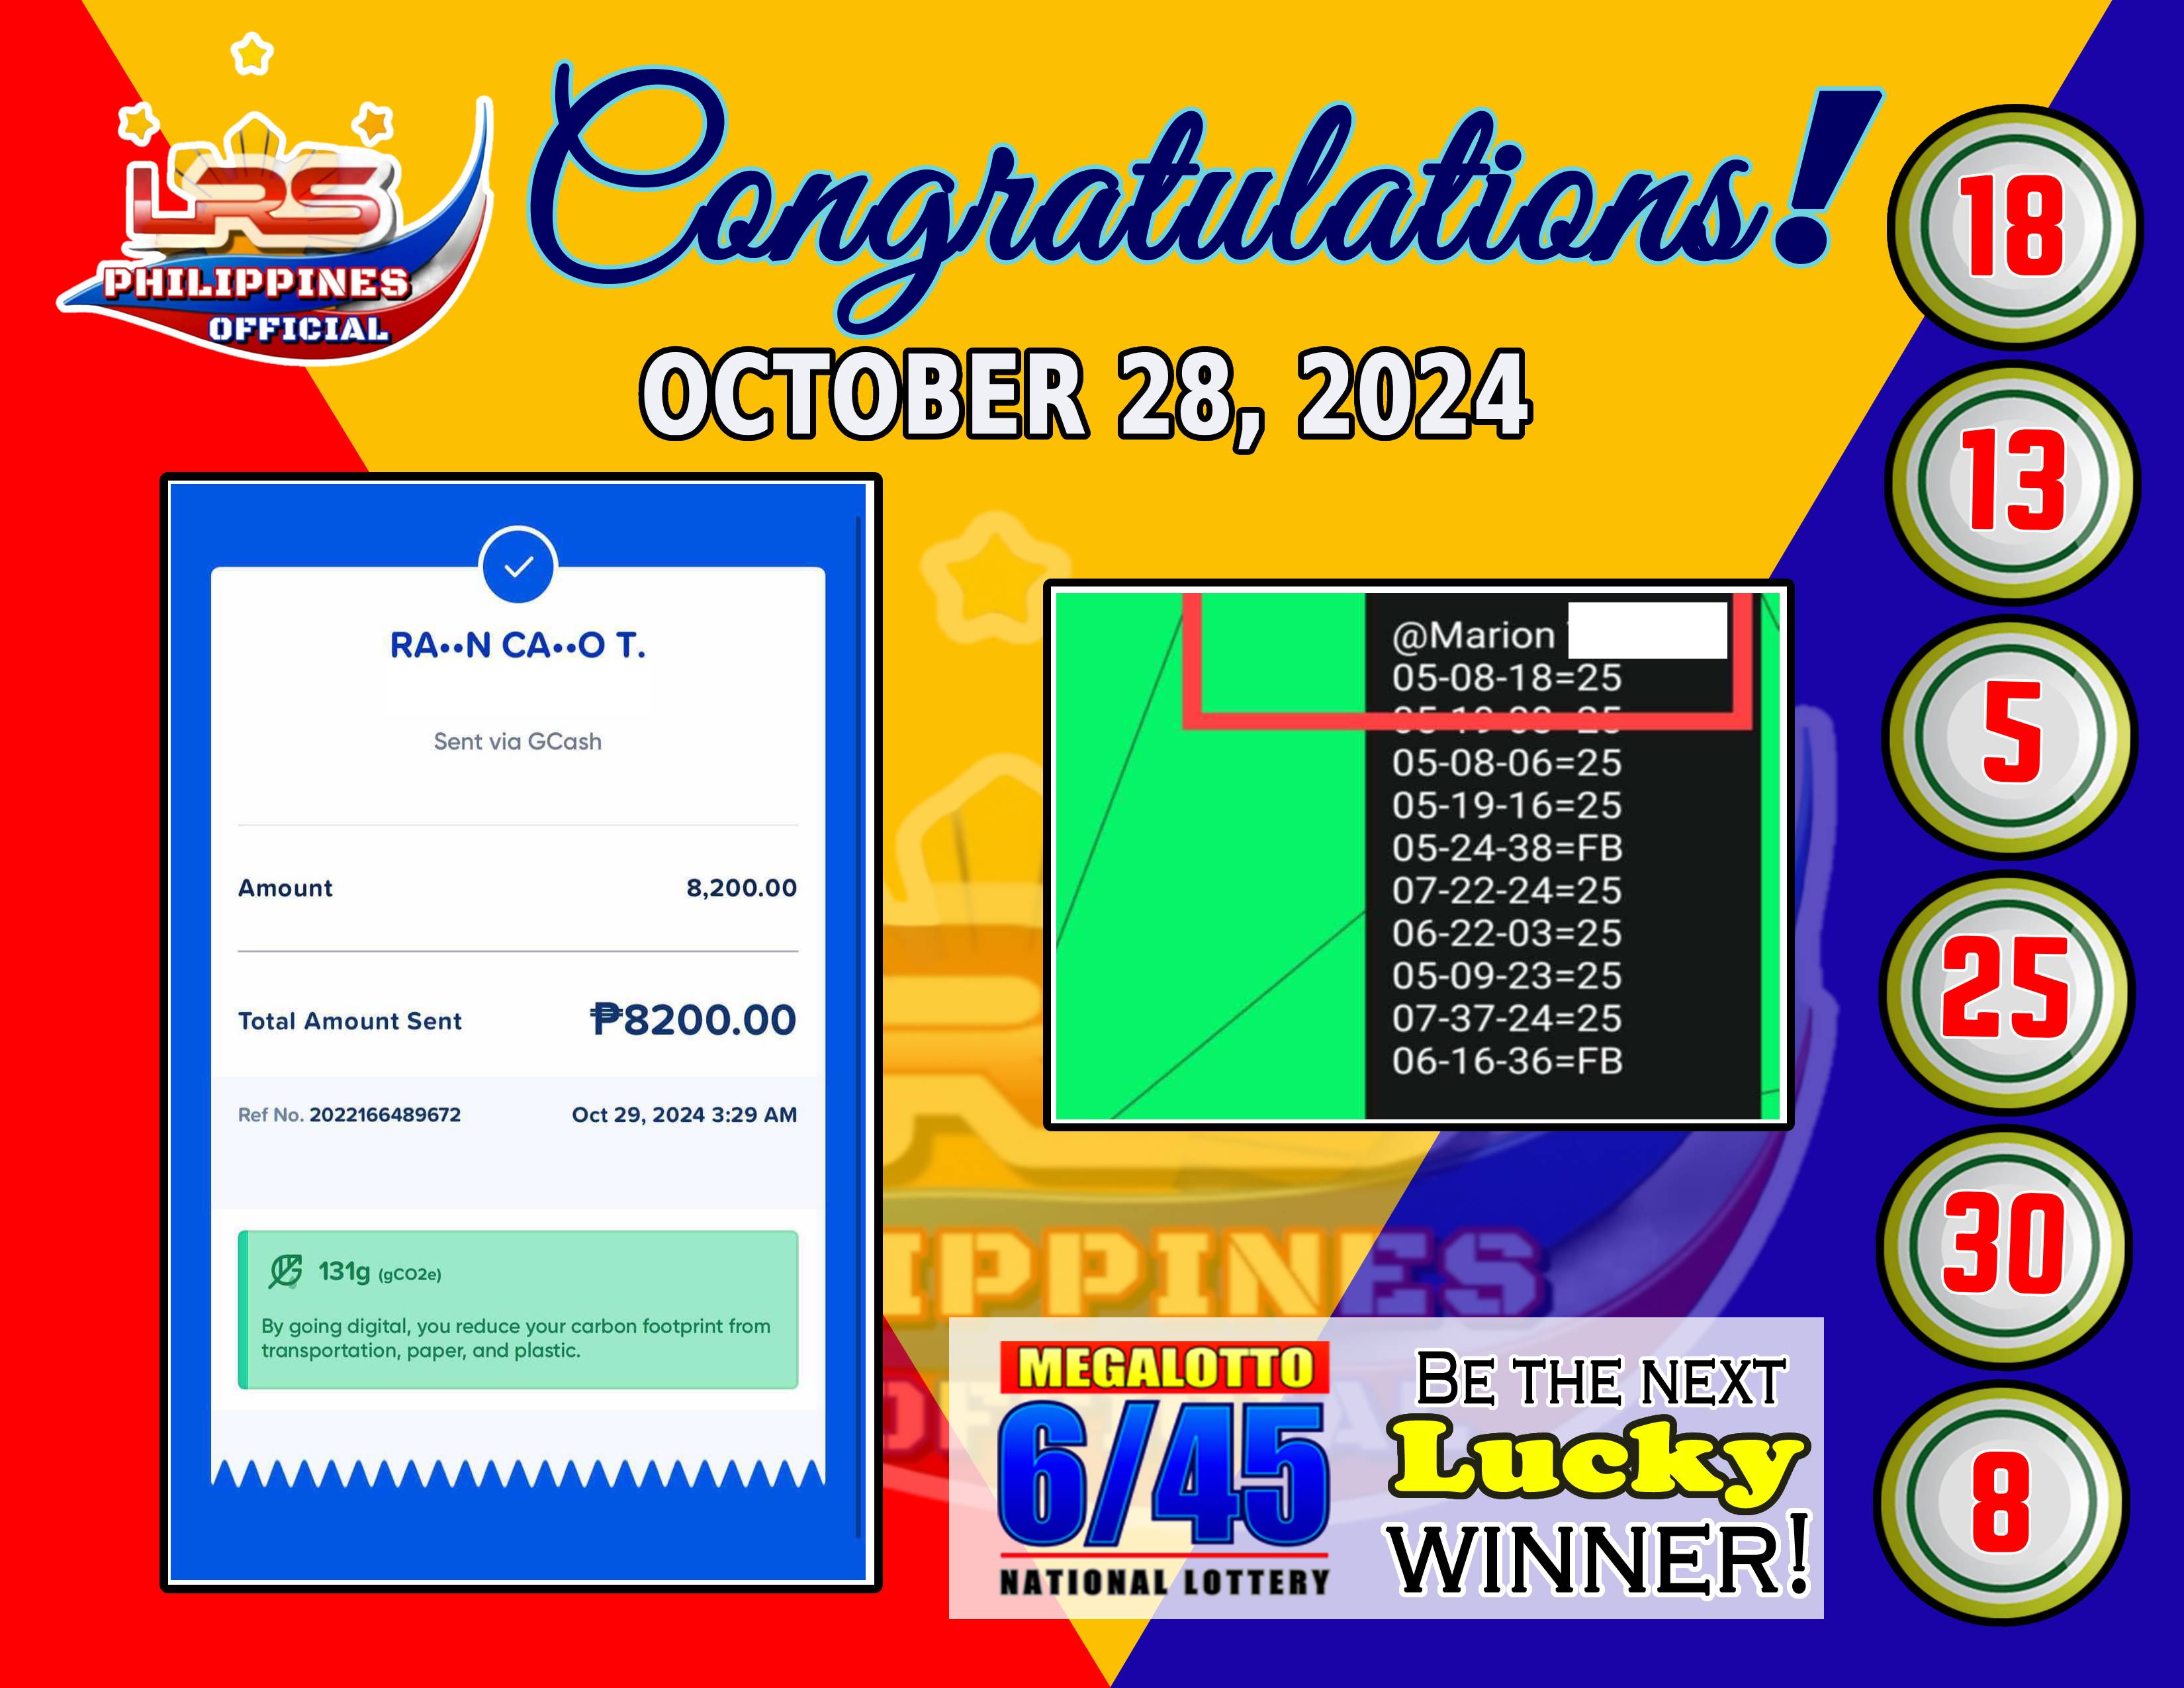 LRS
PHILIPPINES
OFFICIAL
Congratulations!
OCTOBER 28, 2024
RA••N CA••O T.
Sent via GCash
Amount 8,200.00
Total Amount Sent ₱8200.00
Ref No. 2022166489672 Oct 29, 2024 3:29 AM
131g (gCO2e)
By going digital, you reduce your carbon footprint from
transportation, paper, and plastic.
@Marion
05-08-18=25
05-08-06=25
05-19-16=25
05-24-38=FB
07-22-24=25
06-22-03=25
05-09-23=25
07-37-24=25
06-16-36=FB
IPPINES
MEGALOTTO
6/45
NATIONAL LOTTERY
BE THE NEXT
Lucky
WINNER!
18
13
5
25
30
8